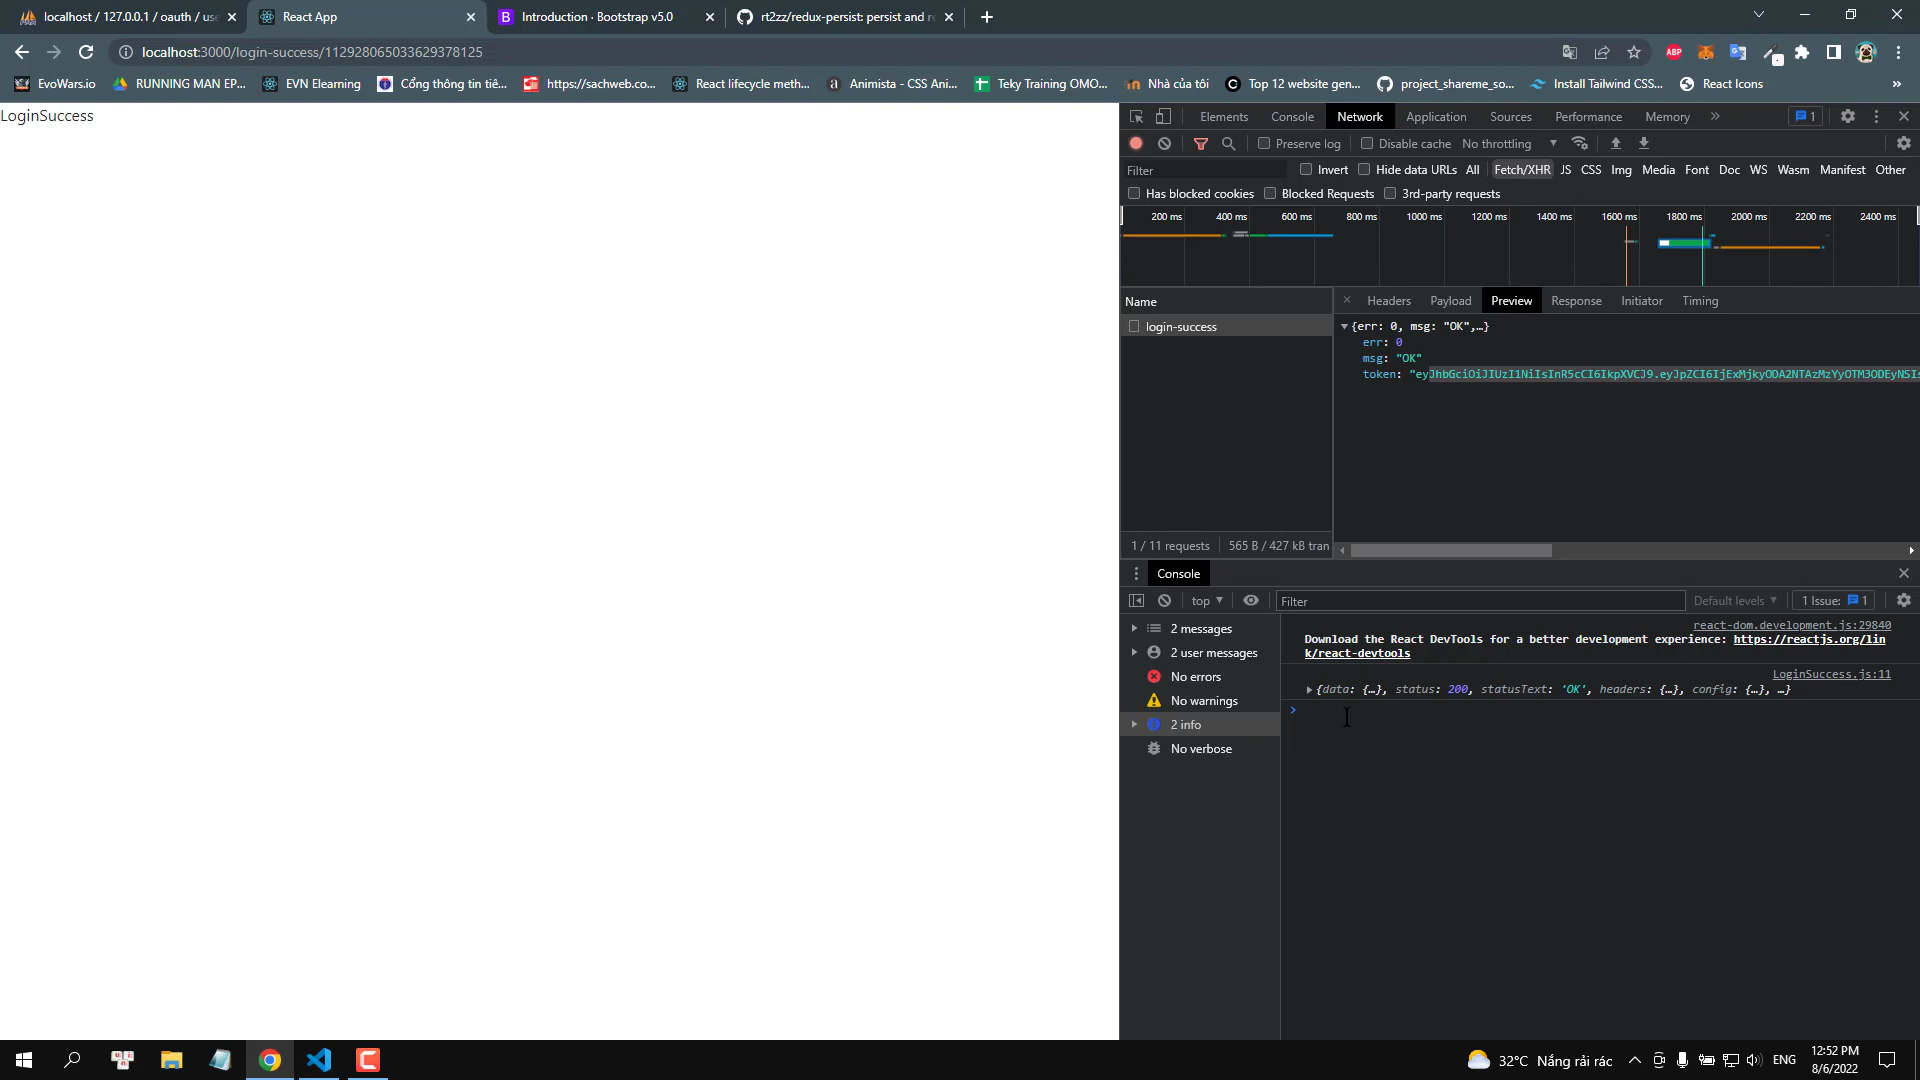 localhost / 127.0.0.1 / oauth / use
React App
Introduction · Bootstrap v5.0
rt2zz/redux-persist: persist and re
localhost:3000/login-success/112928065033629378125
EvoWars.io
RUNNING MAN EP...
EVN Elearning
Cổng thông tin tiê...
https://sachweb.co...
React lifecycle meth...
Animista - CSS Ani...
Teky Training OMO...
Nhà của tôi
Top 12 website gen...
project_shareme_so...
Install Tailwind CSS...
React Icons
»
LoginSuccess
Elements
Console
Network
Application
Sources
Performance
Memory
»
1
Preserve log
Disable cache
No throttling
Filter
Invert
Hide data URLs
All
Fetch/XHR
JS
CSS
Img
Media
Font
Doc
WS
Wasm
Manifest
Other
Has blocked cookies
Blocked Requests
3rd-party requests
200 ms
400 ms
600 ms
800 ms
1000 ms
1200 ms
1400 ms
1600 ms
1800 ms
2000 ms
2200 ms
2400 ms
Name
Headers
Payload
Preview
Response
Initiator
Timing
login-success
{err: 0, msg: "OK",…}
err: 0
msg: "OK"
token: "eyJhbGciOiJIUzI1NiIsInR5cCI6IkpXVCJ9.eyJpZCI6IjExMjkyODA2NTAzMzYyOTM3ODEyNSIs
1 / 11 requests
565 B / 427 kB tran
Console
top
Filter
Default levels
1 Issue:
1
2 messages
2 user messages
No errors
No warnings
2 info
No verbose
react-dom.development.js:29840
Download the React DevTools for a better development experience: https://reactjs.org/lin
k/react-devtools
LoginSuccess.js:11
{data: {…}, status: 200, statusText: 'OK', headers: {…}, config: {…}, …}
32°C
Nắng rải rác
ENG
12:52 PM
8/6/2022